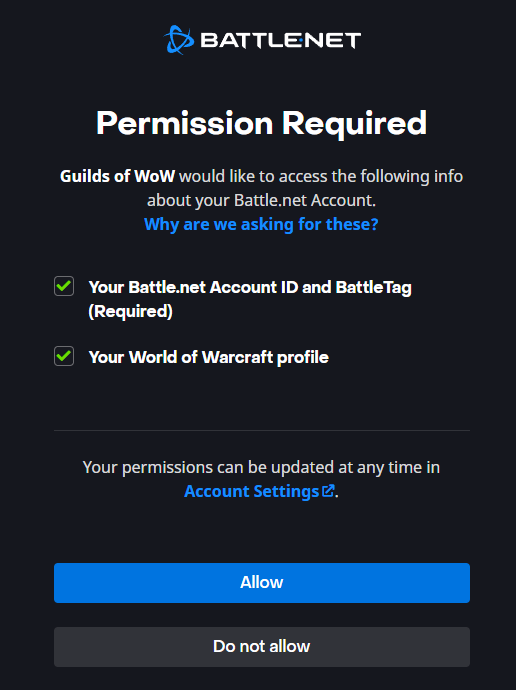 BATTLE.NET
Permission Required
Guilds of WoW would like to access the following info
about your Battle.net Account.
Why are we asking for these?
Your Battle.net Account ID and BattleTag
(Required)
Your World of Warcraft profile
Your permissions can be updated at any time in
Account Settings.
Allow
Do not allow